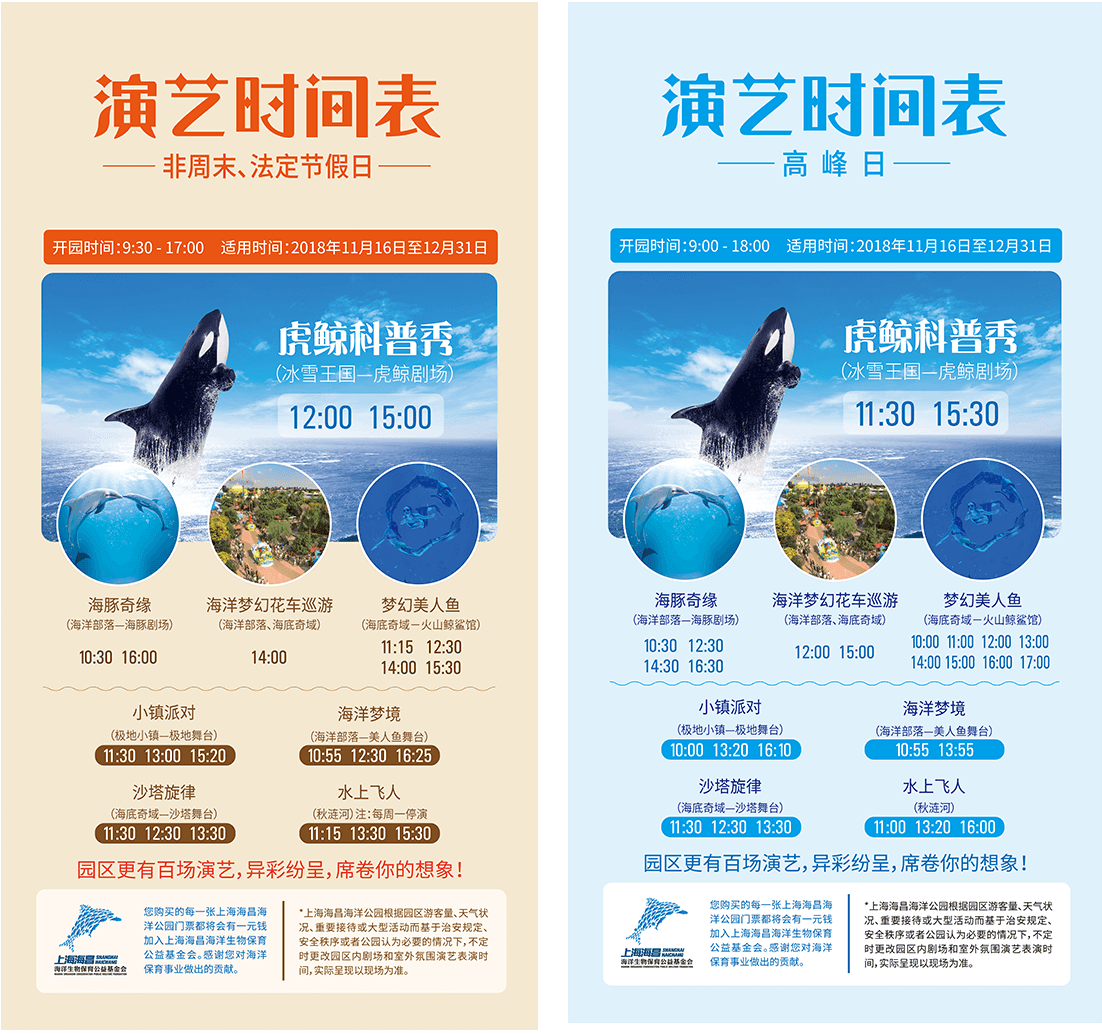 演艺时间表
非周末、法定节假日
开园时间：9:30 - 17:00 适用时间：2018年11月16日至12月31日
虎鲸科普秀
（冰雪王国—虎鲸剧场）
12:00 15:00
海豚奇缘
（海洋部落—海豚剧场）
10:30 16:00
海洋梦幻花车巡游
（海洋部落、海底奇域）
14:00
梦幻美人鱼
（海底奇域－火山鲸鲨馆）
11:15 12:30
14:00 15:30
小镇派对
（极地小镇—极地舞台）
11:30 13:00 15:20
海洋梦境
（海洋部落—美人鱼舞台）
10:55 12:30 16:25
沙塔旋律
（海底奇域—沙塔舞台）
11:30 12:30 13:30
水上飞人
（秋涟河）注：每周一停演
11:15 13:30 15:30
园区更有百场演艺，异彩纷呈，席卷你的想象！
上海海昌 SHANGHAI HAICHANG
海洋生物保育公益基金会
您购买的每一张上海海昌海
洋公园门票都将会有一元钱
加入上海海昌海洋生物保育
公益基金会。感谢您对海洋
保育事业做出的贡献。
*上海海昌海洋公园根据园区游客量、天气状
况、重要接待或大型活动而基于治安规定、
安全秩序或者公园认为必要的情况下，不定
时更改园区内剧场和室外氛围演艺表演时
间，实际呈现以现场为准。
演艺时间表
高峰日
开园时间：9:00 - 18:00 适用时间：2018年11月16日至12月31日
虎鲸科普秀
（冰雪王国—虎鲸剧场）
11:30 15:30
海豚奇缘
（海洋部落—海豚剧场）
10:30 12:30
14:30 16:30
海洋梦幻花车巡游
（海洋部落、海底奇域）
12:00 15:00
梦幻美人鱼
（海底奇域－火山鲸鲨馆）
10:00 11:00 12:00 13:00
14:00 15:00 16:00 17:00
小镇派对
（极地小镇—极地舞台）
10:00 13:20 16:10
海洋梦境
（海洋部落—美人鱼舞台）
10:55 13:55
沙塔旋律
（海底奇域—沙塔舞台）
11:30 12:30 13:30
水上飞人
（秋涟河）
11:00 13:20 16:00
园区更有百场演艺，异彩纷呈，席卷你的想象！
上海海昌 SHANGHAI HAICHANG
海洋生物保育公益基金会
您购买的每一张上海海昌海
洋公园门票都将会有一元钱
加入上海海昌海洋生物保育
公益基金会。感谢您对海洋
保育事业做出的贡献。
*上海海昌海洋公园根据园区游客量、天气状
况、重要接待或大型活动而基于治安规定、
安全秩序或者公园认为必要的情况下，不定
时更改园区内剧场和室外氛围演艺表演时
间，实际呈现以现场为准。